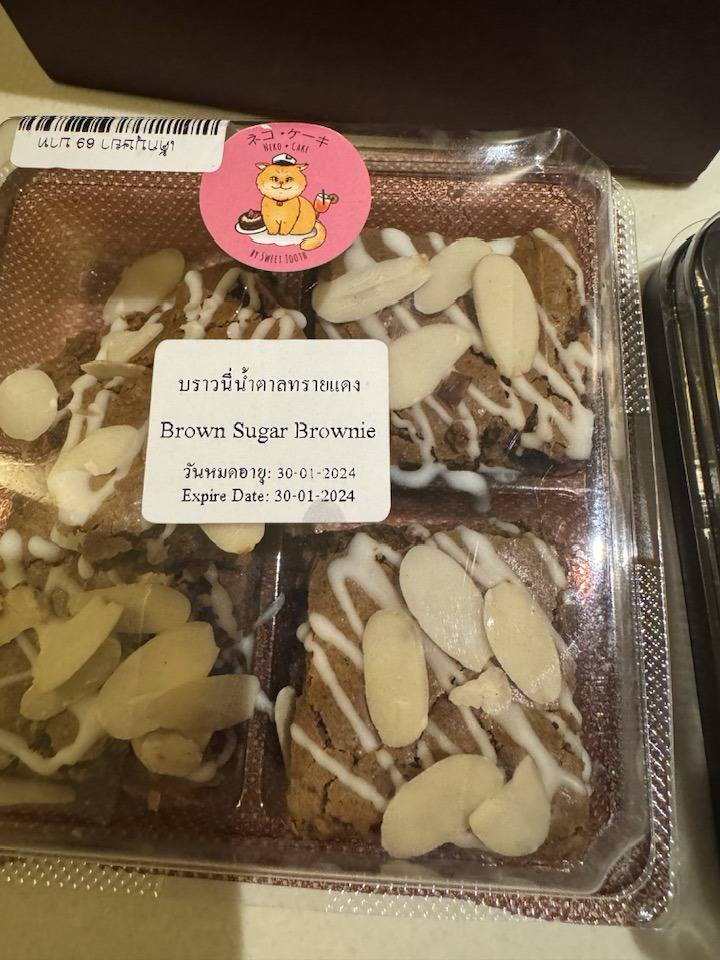 ネコ・ケーキ
NEKO + CAKE
BY SWEET TOOTH
69
บราวนี่น้ำตาลทรายแดง
Brown Sugar Brownie
วันหมดอายุ: 30-01-2024
Expire Date: 30-01-2024